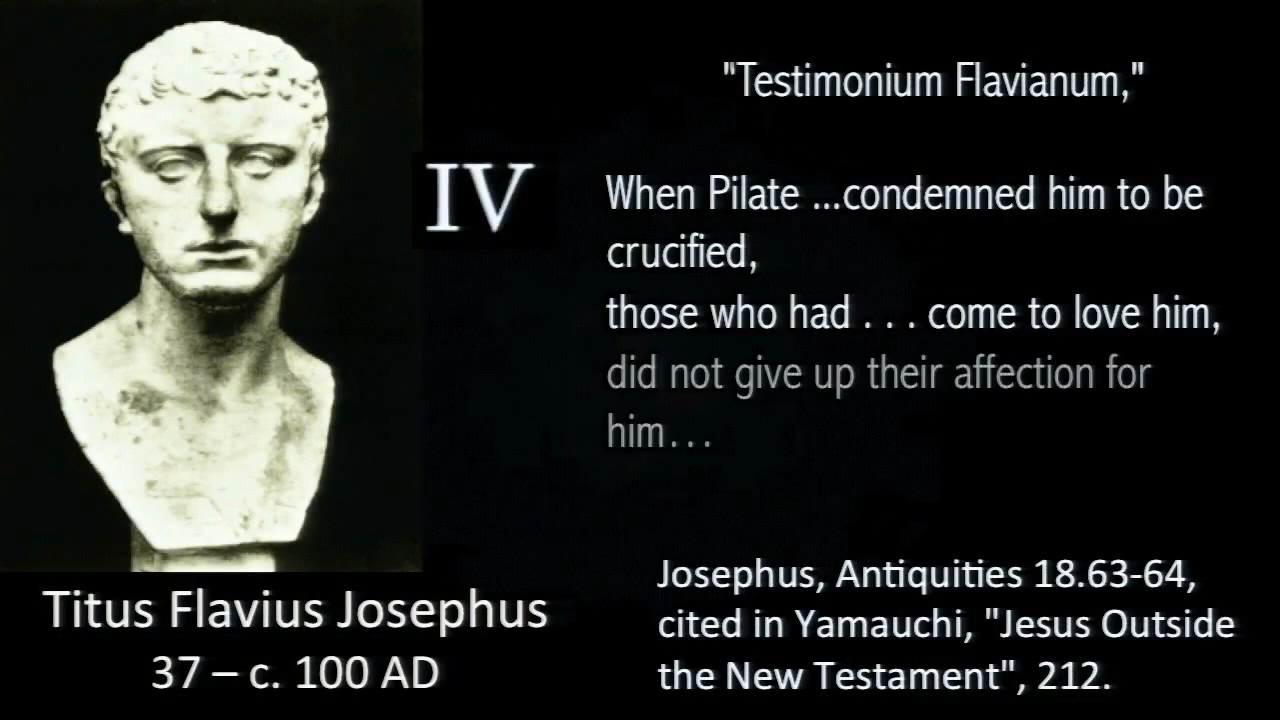 "Testimonium Flavianum,"
IV
When Pilate ...condemned him to be
crucified,
those who had . . . come to love him,
did not give up their affection for
him...
Titus Flavius Josephus
37 – c. 100 AD
Josephus, Antiquities 18.63-64,
cited in Yamauchi, "Jesus Outside
the New Testament", 212.